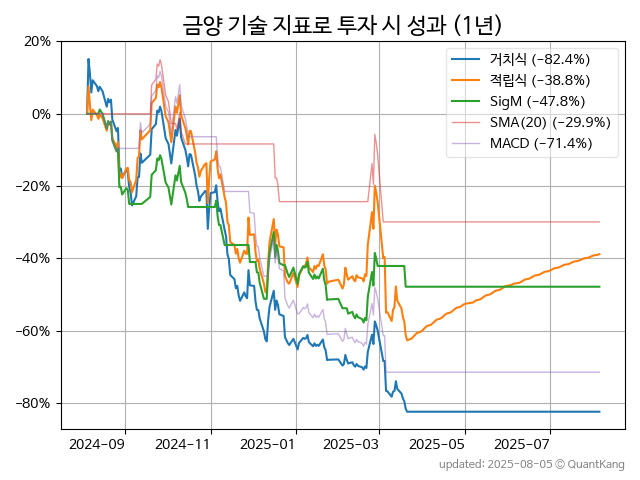 금양 기술 지표로 투자 시 성과 (1년)
20%
0%
−20%
−40%
−60%
−80%
거치식 (−82.4%)
적립식 (−38.8%)
SigM (−47.8%)
SMA(20) (−29.9%)
MACD (−71.4%)
2024−09
2024−11
2025−01
2025−03
2025−05
2025−07
updated: 2025−08−05 ⓒ QuantKang